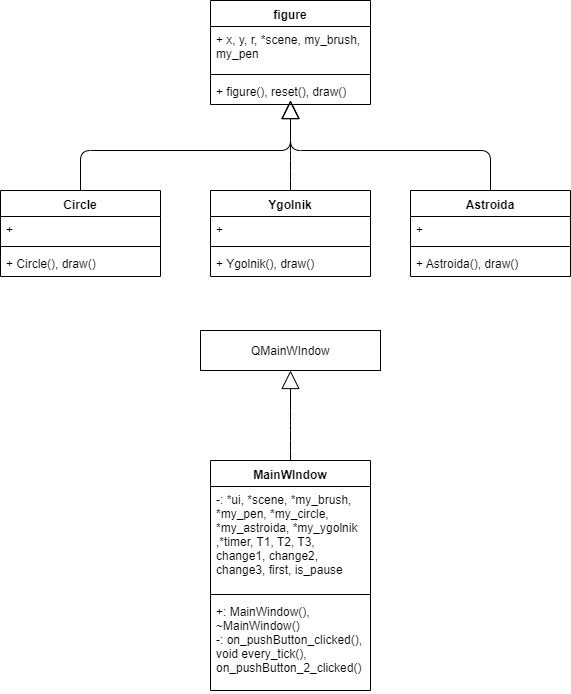 figure
+ x, y, r, *scene, my_brush,
my_pen
+ figure(), reset(), draw()
Circle
+
+ Circle(), draw()
Ygolnik
+
+ Ygolnik(), draw()
Astroida
+
+ Astroida(), draw()
QMainWIndow
MainWIndow
-: *ui, *scene, *my_brush,
*my_pen, *my_circle,
*my_astroida, *my_ygolnik
,*timer, T1, T2, T3,
change1, change2,
change3, first, is_pause
+: MainWindow(),
~MainWindow()
-: on_pushButton_clicked(),
void every_tick(),
on_pushButton_2_clicked()